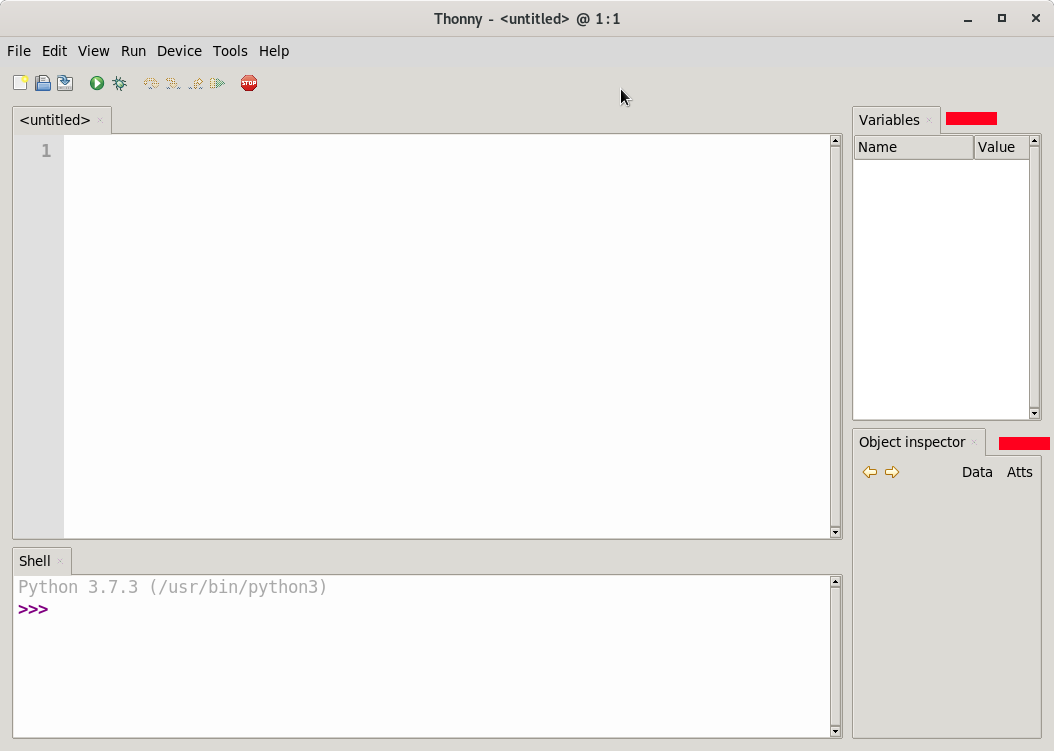 Thonny - <untitled> @ 1:1
File Edit View Run Device Tools Help
STOP
<untitled>
1
Variables
Name Value
Object inspector
Data Atts
Shell
Python 3.7.3 (/usr/bin/python3)
>>>